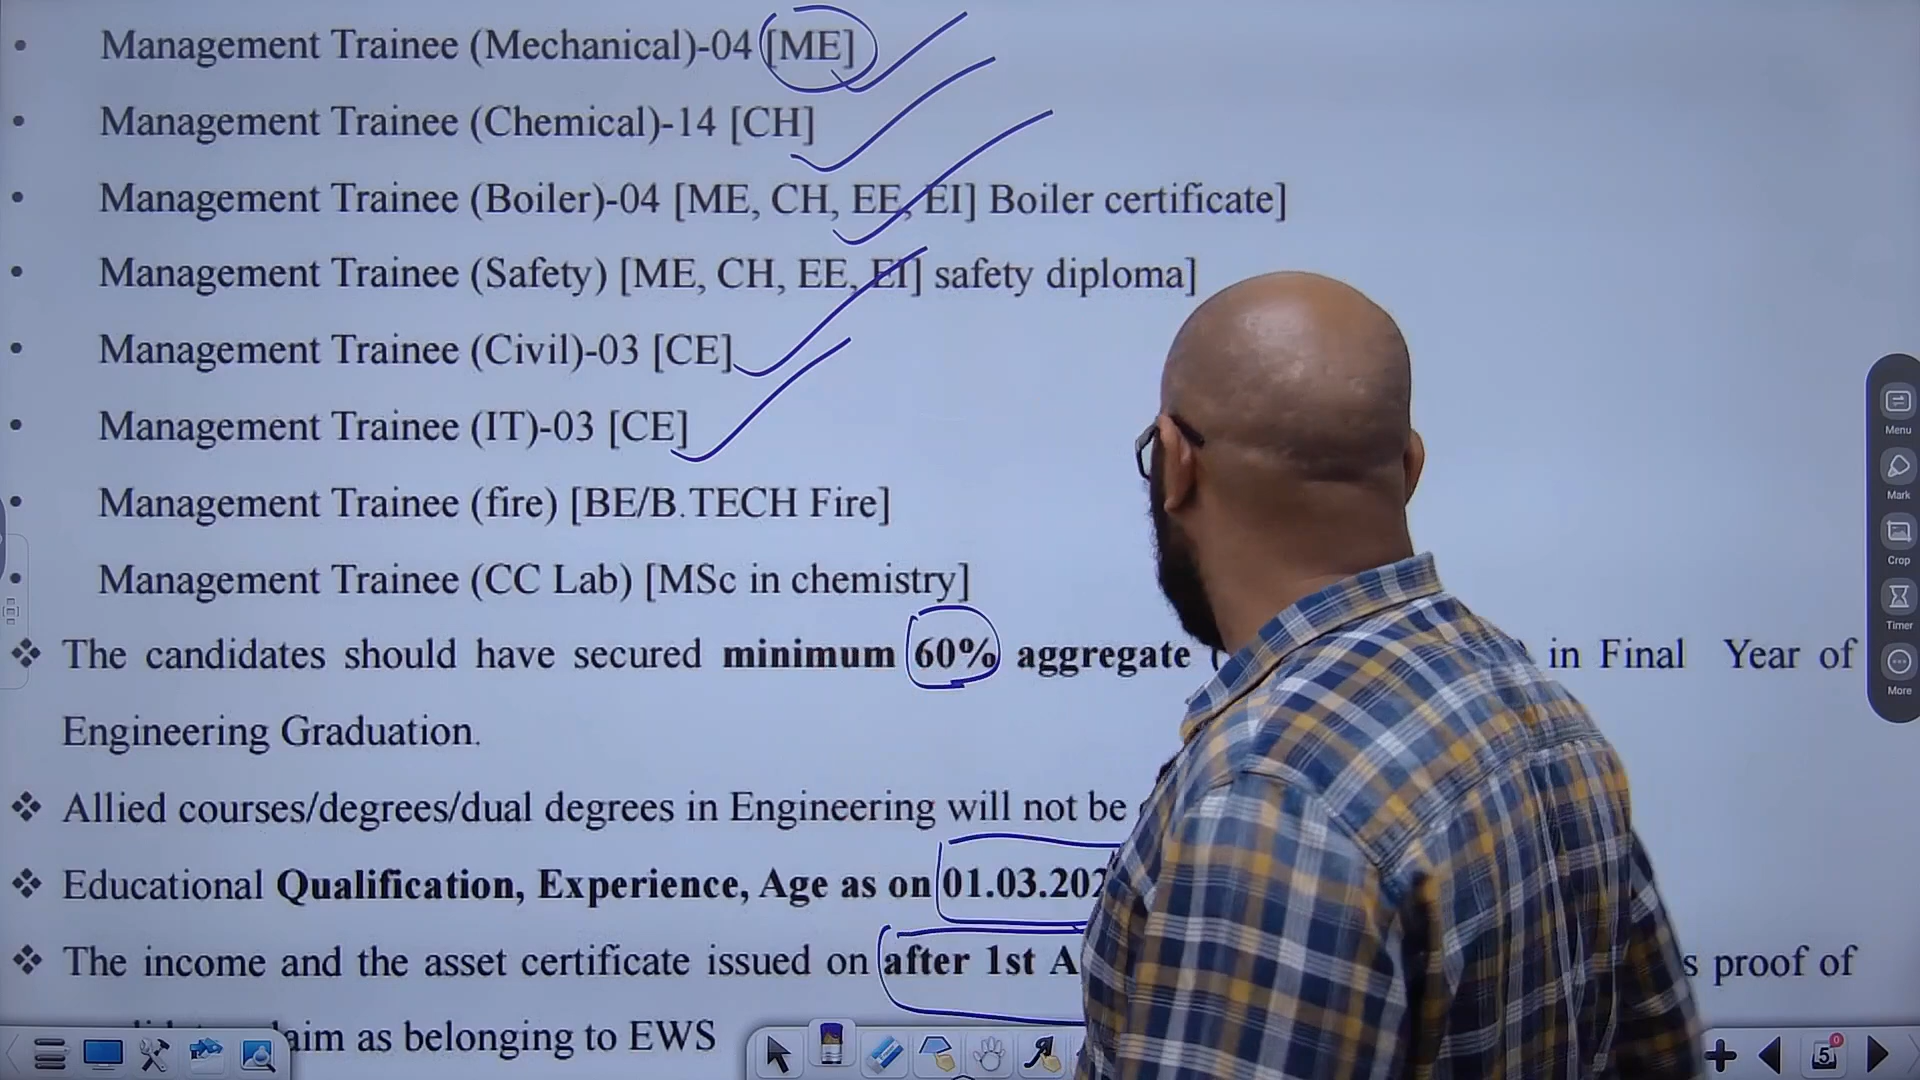 Management Trainee (Mechanical)-04 [ME]
Management Trainee (Chemical)-14 [CH]
Management Trainee (Boiler)-04 [ME, CH, EE, EI] Boiler certificate]
Management Trainee (Safety) [ME, CH, EE, EI] safety diploma]
Management Trainee (Civil)-03 [CE]
Management Trainee (IT)-03 [CE]
Management Trainee (fire) [BE/B.TECH Fire]
Management Trainee (CC Lab) [MSc in chemistry]
The candidates should have secured minimum 60% aggregate in Final Year of
Engineering Graduation.
Allied courses/degrees/dual degrees in Engineering will not be
Educational Qualification, Experience, Age as on 01.03.202
The income and the asset certificate issued on after 1st A s proof of
aim as belonging to EWS
Menu
Mark
Crop
Timer
More
5
0